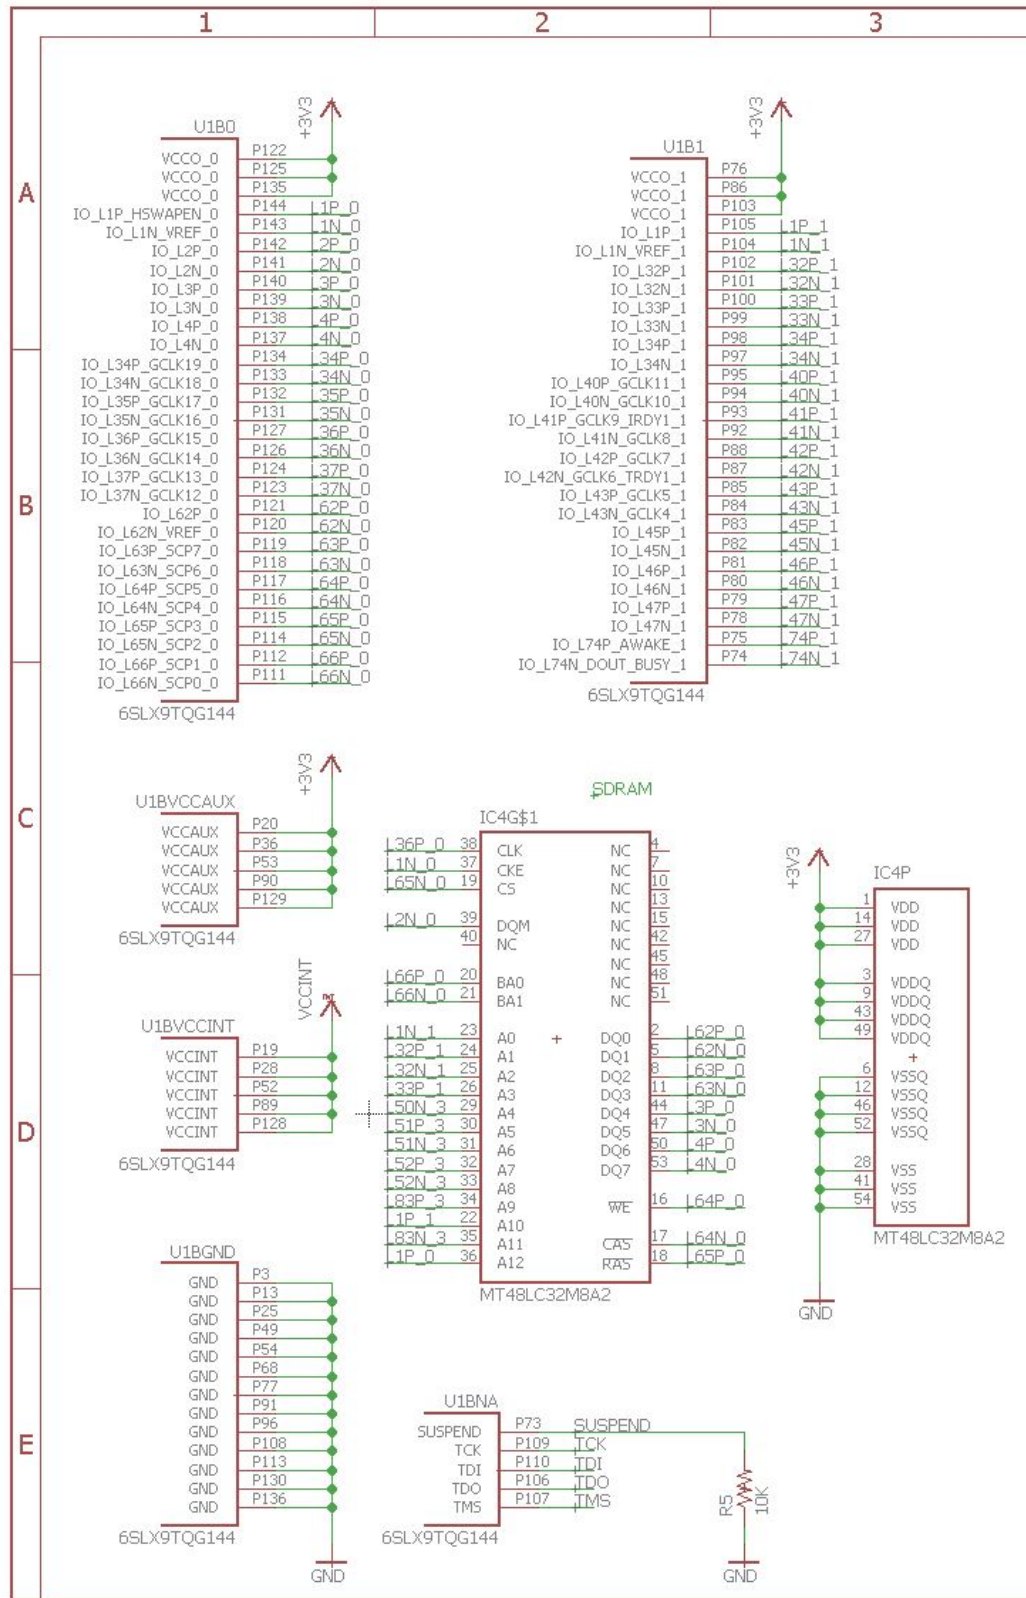 1 2 3
A
B
C
D
E
U1B0
+3V3
VCCO_0 P122
VCCO_0 P125
VCCO_0 P135
IO_L1P_HSWAPEN_0 P144 L1P_0
IO_L1N_VREF_0 P143 L1N_0
IO_L2P_0 P142 L2P_0
IO_L2N_0 P141 L2N_0
IO_L3P_0 P140 L3P_0
IO_L3N_0 P139 L3N_0
IO_L4P_0 P138 L4P_0
IO_L4N_0 P137 L4N_0
IO_L34P_GCLK19_0 P134 L34P_0
IO_L34N_GCLK18_0 P133 L34N_0
IO_L35P_GCLK17_0 P132 L35P_0
IO_L35N_GCLK16_0 P131 L35N_0
IO_L36P_GCLK15_0 P127 L36P_0
IO_L36N_GCLK14_0 P126 L36N_0
IO_L37P_GCLK13_0 P124 L37P_0
IO_L37N_GCLK12_0 P123 L37N_0
IO_L62P_0 P121 L62P_0
IO_L62N_VREF_0 P120 L62N_0
IO_L63P_SCP7_0 P119 L63P_0
IO_L63N_SCP6_0 P118 L63N_0
IO_L64P_SCP5_0 P117 L64P_0
IO_L64N_SCP4_0 P116 L64N_0
IO_L65P_SCP3_0 P115 L65P_0
IO_L65N_SCP2_0 P114 L65N_0
IO_L66P_SCP1_0 P112 L66P_0
IO_L66N_SCP0_0 P111 L66N_0
6SLX9TQG144
U1B1
+3V3
VCCO_1 P76
VCCO_1 P86
VCCO_1 P103
IO_L1P_1 P105 L1P_1
IO_L1N_VREF_1 P104 L1N_1
IO_L32P_1 P102 L32P_1
IO_L32N_1 P101 L32N_1
IO_L33P_1 P100 L33P_1
IO_L33N_1 P99 L33N_1
IO_L34P_1 P98 L34P_1
IO_L34N_1 P97 L34N_1
IO_L40P_GCLK11_1 P95 L40P_1
IO_L40N_GCLK10_1 P94 L40N_1
IO_L41P_GCLK9_IRDY1_1 P93 L41P_1
IO_L41N_GCLK8_1 P92 L41N_1
IO_L42P_GCLK7_1 P88 L42P_1
IO_L42N_GCLK6_TRDY1_1 P87 L42N_1
IO_L43P_GCLK5_1 P85 L43P_1
IO_L43N_GCLK4_1 P84 L43N_1
IO_L45P_1 P83 L45P_1
IO_L45N_1 P82 L45N_1
IO_L46P_1 P81 L46P_1
IO_L46N_1 P80 L46N_1
IO_L47P_1 P79 L47P_1
IO_L47N_1 P78 L47N_1
IO_L74P_AWAKE_1 P75 L74P_1
IO_L74N_DOUT_BUSY_1 P74 L74N_1
6SLX9TQG144
U1BVCCAUX
+3V3
VCCAUX P20
VCCAUX P36
VCCAUX P53
VCCAUX P90
VCCAUX P129
6SLX9TQG144
U1BVCCINT
VCCINT
VCCINT P19
VCCINT P28
VCCINT P52
VCCINT P89
VCCINT P128
6SLX9TQG144
U1BGND
GND P3
GND P13
GND P25
GND P49
GND P54
GND P68
GND P77
GND P91
GND P96
GND P108
GND P113
GND P130
GND P136
6SLX9TQG144
GND
SDRAM
IC4G$1
L36P_0 38 CLK NC 4
L1N_0 37 CKE NC 7
L65N_0 19 CS NC 10
NC 13
L2N_0 39 DQM NC 15
40 NC NC 42
NC 45
L66P_0 20 BA0 NC 48
L66N_0 21 BA1 NC 51
L1N_1 23 A0 DQ0 2 L62P_0
L32P_1 24 A1 DQ1 5 L62N_0
L32N_1 25 A2 DQ2 8 L63P_0
L33P_1 26 A3 DQ3 11 L63N_0
L50N_3 29 A4 DQ4 44 L3P_0
L51P_3 30 A5 DQ5 47 L3N_0
L51N_3 31 A6 DQ6 50 L4P_0
L52P_3 32 A7 DQ7 53 L4N_0
L52N_3 33 A8
L83P_3 34 A9 WE 16 L64P_0
L1P_1 22 A10
L83N_3 35 A11 CAS 17 L64N_0
L1P_0 36 A12 RAS 18 L65P_0
MT48LC32M8A2
+3V3
IC4P
1 VDD
14 VDD
27 VDD
3 VDDQ
9 VDDQ
43 VDDQ
49 VDDQ
6 VSSQ
12 VSSQ
46 VSSQ
52 VSSQ
28 VSS
41 VSS
54 VSS
MT48LC32M8A2
GND
U1BNA
SUSPEND P73 SUSPEND
TCK P109 TCK
TDI P110 TDI
TDO P106 TDO
TMS P107 TMS
6SLX9TQG144
R5
10K
GND